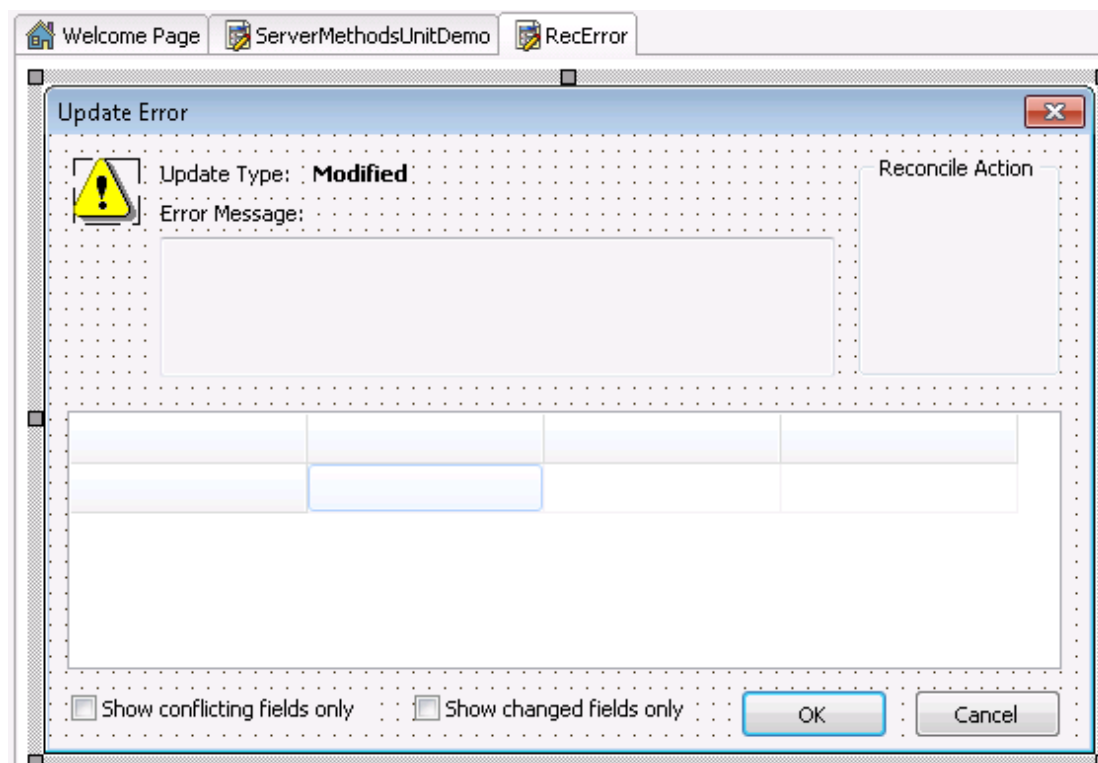 Welcome Page ServerMethodsUnitDemo RecError
Update Error
Update Type: Modified
Reconcile Action
Error Message:
Show conflicting fields only Show changed fields only OK Cancel